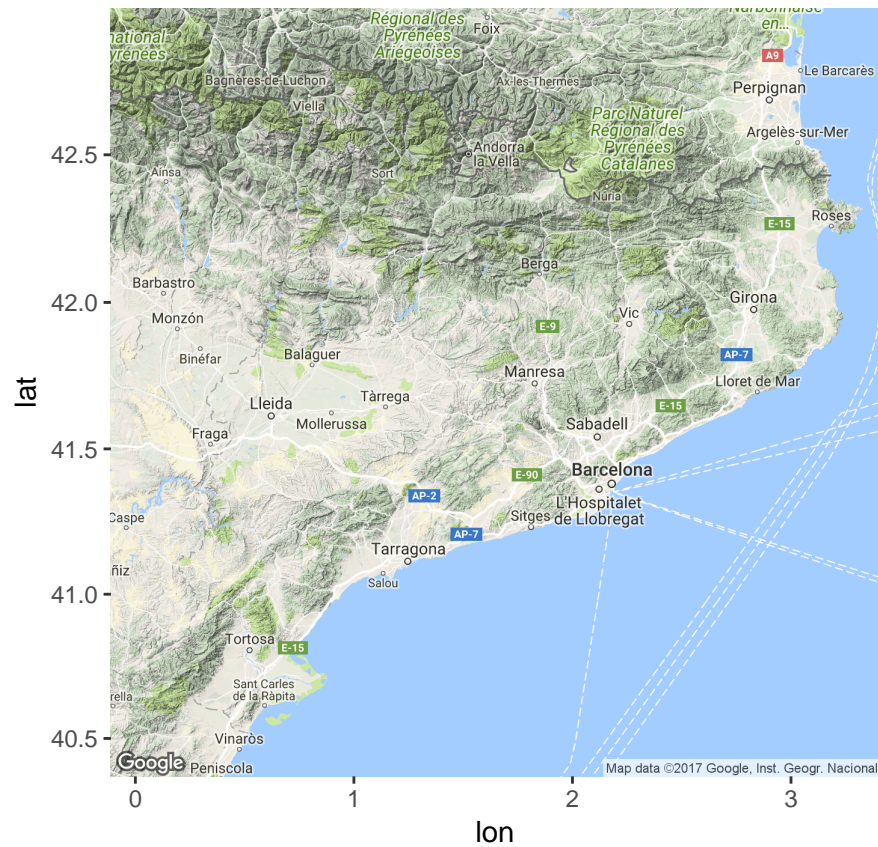 Narbonnaise
en...
Régional des
Pyrénées
Ariégeoises
Foix
national
Pyrénées
A9
Le Barcarès
Bagnères-de-Luchon
Ax-les-Thermes
Perpignan
Viella
Parc Naturel
Régional des
Pyrénées
Catalanes
Argelès-sur-Mer
Andorra
la Vella
42.5
Aínsa
Sort
Núria
Roses
E-15
Berga
Barbastro
42.0
Girona
Monzón
Vic
E-9
Binéfar
Balaguer
AP-7
Manresa
Lloret de Mar
lat
Lleida
Tàrrega
E-15
Mollerussa
Sabadell
Fraga
41.5
Barcelona
E-90
AP-2
L'Hospitalet
de Llobregat
Caspe
Sitges
AP-7
Tarragona
ñiz
Salou
41.0
Tortosa
E-15
Sant Carles
de la Ràpita
rella
40.5
Vinaròs
Google
Peniscola
Map data ©2017 Google, Inst. Geogr. Nacional
0
1
2
3
lon